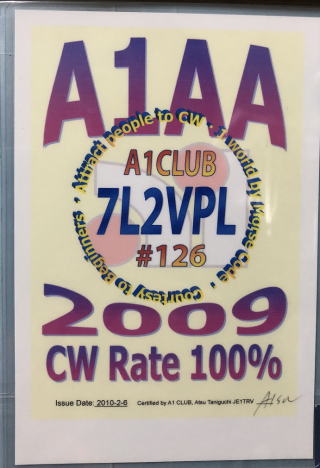 A1AA
Attract people to CW · 1 world by Morse Code · Courtesy to Beginners ·
A1CLUB
7L2VPL
#126
2009
CW Rate 100%
Issue Date: 2010-2-6 Certified by A1 CLUB, Atsu Taniguchi JE1TRV Atsu